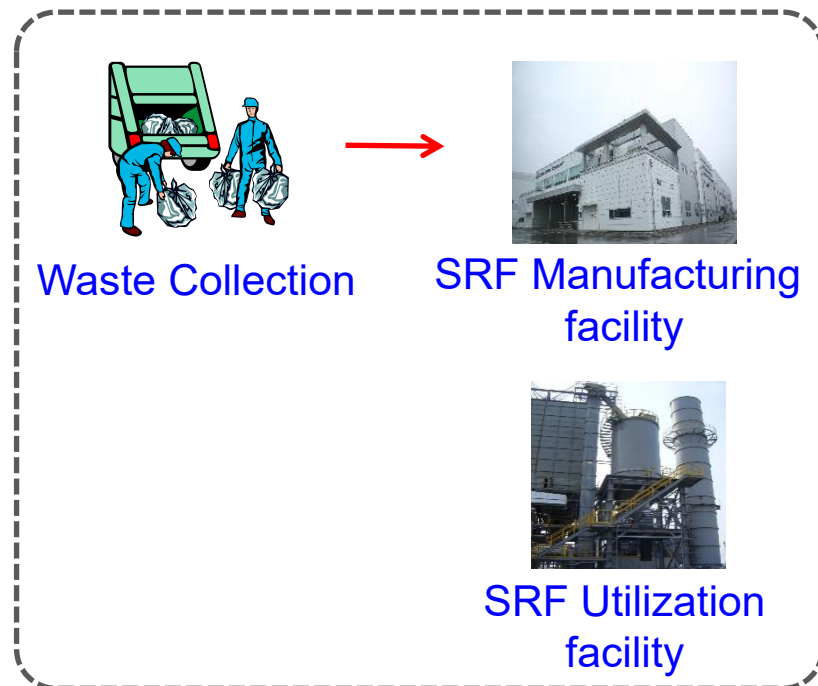 Waste Collection
SRF Manufacturing
facility
SRF Utilization
facility